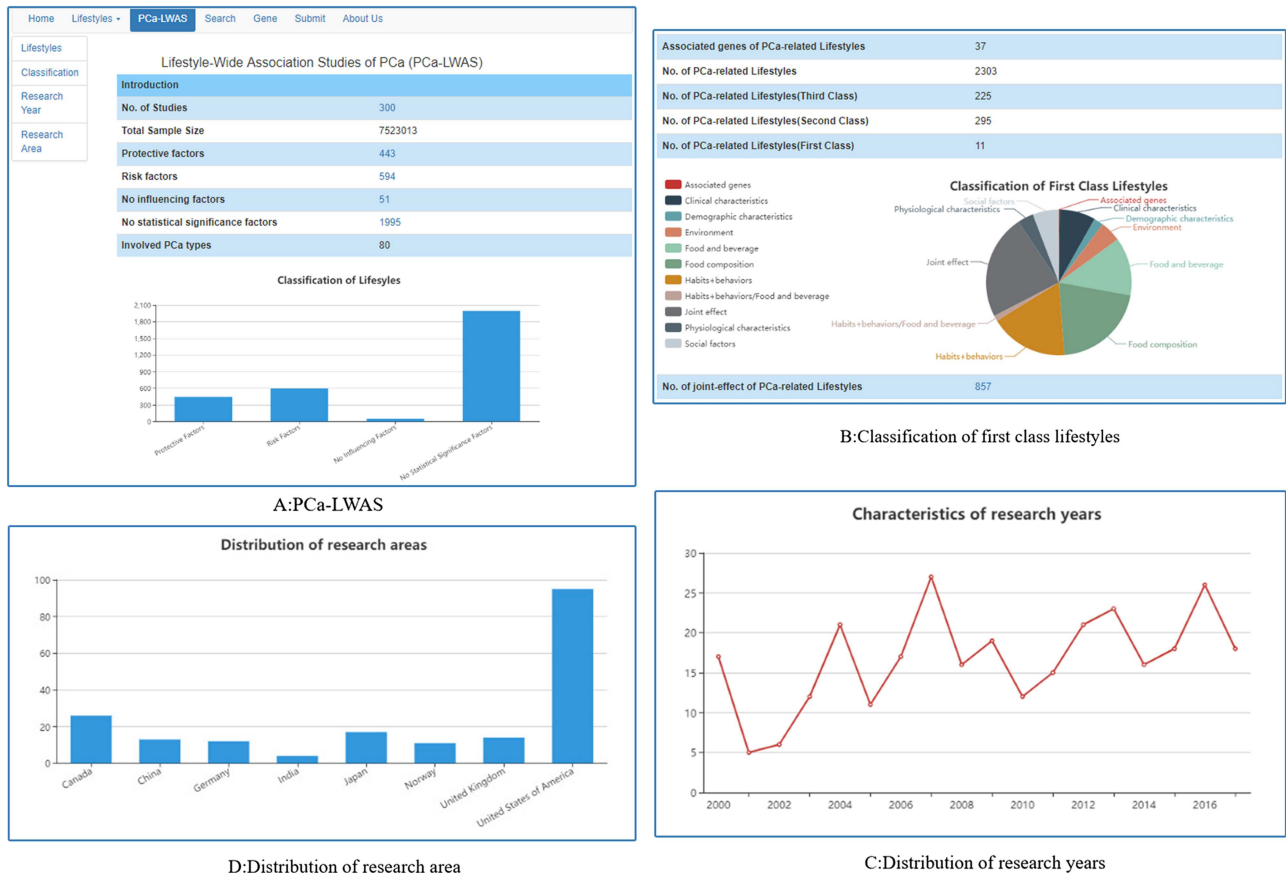 Home Lifestyles PCa-LWAS Search Gene Submit About Us
Lifestyles
Classification
Research
Year
Research
Area
Lifestyle-Wide Association Studies of PCa (PCa-LWAS)
Introduction
No. of Studies 300
Total Sample Size 7523013
Protective factors 443
Risk factors 594
No influencing factors 51
No statistical significance factors 1995
Involved PCa types 80
Classification of Lifesyles
2,100
1,800
1,500
1,200
900
600
300
0
Protective Factors
Risk Factors
No Influencing Factors
No Statistical Significance Factors
A:PCa-LWAS
Associated genes of PCa-related Lifestyles 37
No. of PCa-related Lifestyles 2303
No. of PCa-related Lifestyles(Third Class) 225
No. of PCa-related Lifestyles(Second Class) 295
No. of PCa-related Lifestyles(First Class) 11
Associated genes
Clinical characteristics
Demographic characteristics
Environment
Food and beverage
Food composition
Habits+behaviors
Habits+behaviors/Food and beverage
Joint effect
Physiological characteristics
Social factors
Classification of First Class Lifestyles
Social factors
Associated genes
Physiological characteristics
Clinical characteristics
Demographic characteristics
Environment
Joint effect
Food and beverage
Habits+behaviors/Food and beverage
Food composition
Habits+behaviors
No. of joint-effect of PCa-related Lifestyles 857
B:Classification of first class lifestyles
Distribution of research areas
100
80
60
40
20
0
Canada
China
Germany
India
Japan
Norway
United Kingdom
United States of America
D:Distribution of research area
Characteristics of research years
30
25
20
15
10
5
0
2000 2002 2004 2006 2008 2010 2012 2014 2016
C:Distribution of research years